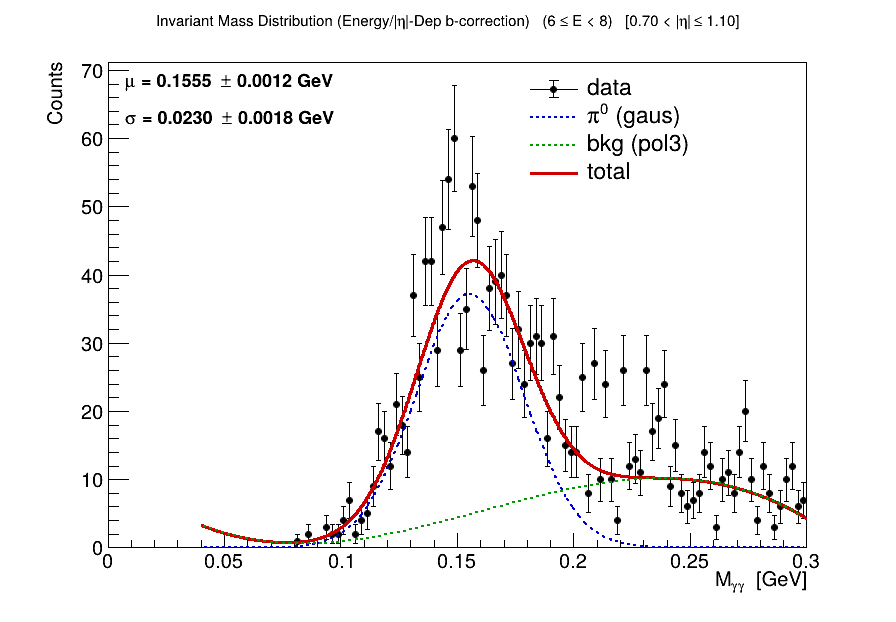 Invariant Mass Distribution (Energy/|η|-Dep b-correction) (6 ≤ E < 8) [0.70 < |η| ≤ 1.10]
μ = 0.1555 ± 0.0012 GeV
σ = 0.0230 ± 0.0018 GeV
data
π⁰ (gaus)
bkg (pol3)
total
Counts
70
60
50
40
30
20
10
0
0 0.05 0.1 0.15 0.2 0.25 0.3
Mγγ [GeV]